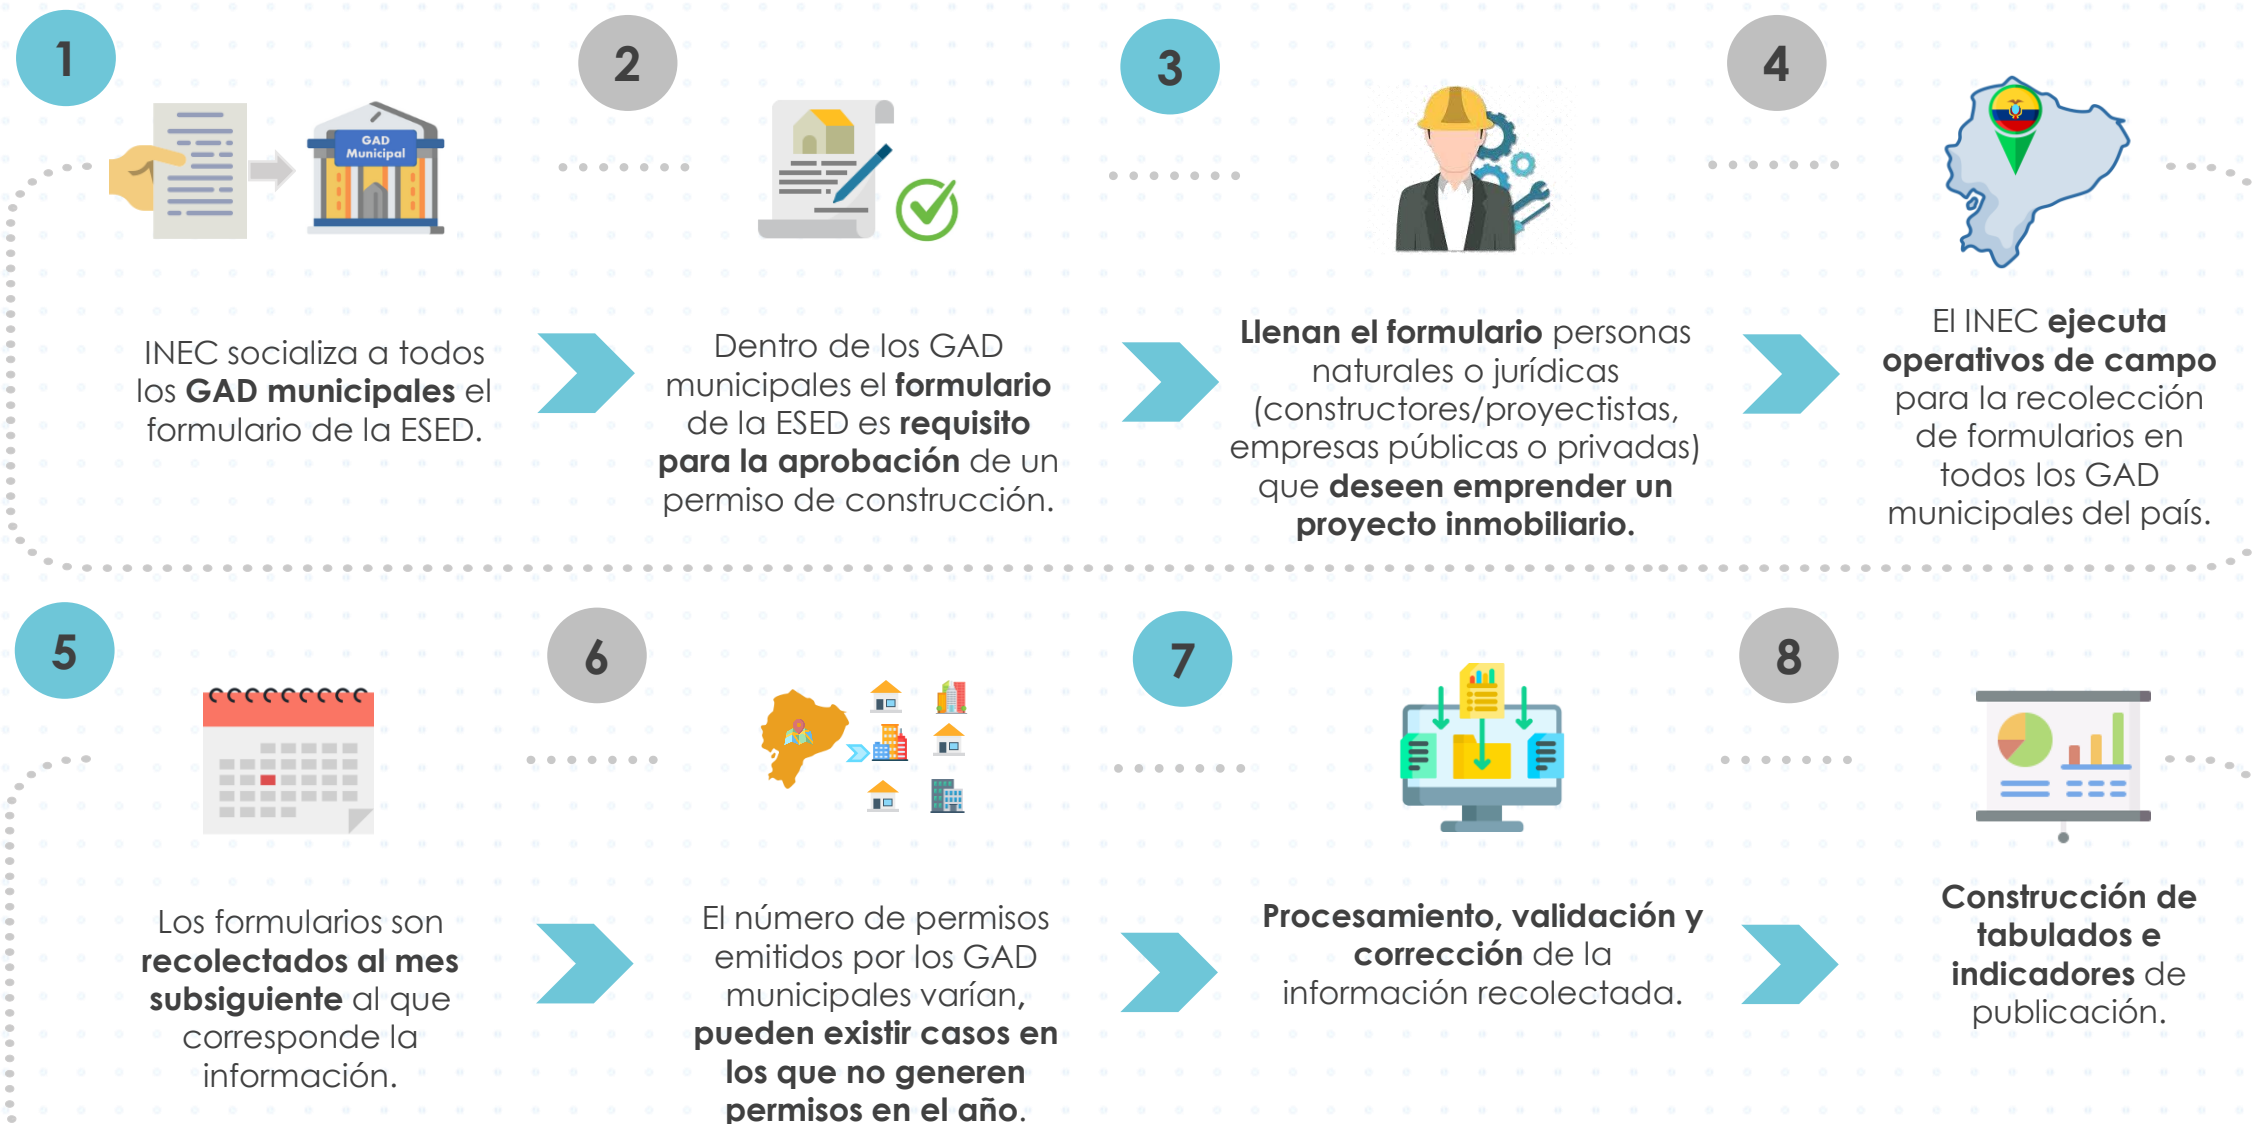 1
GAD
Municipal
INEC socializa a todos
los GAD municipales el
formulario de la ESED.
2
Dentro de los GAD
municipales el formulario
de la ESED es requisito
para la aprobación de un
permiso de construcción.
3
Llenan el formulario personas
naturales o jurídicas
(constructores/proyectistas,
empresas públicas o privadas)
que deseen emprender un
proyecto inmobiliario.
4
El INEC ejecuta
operativos de campo
para la recolección
de formularios en
todos los GAD
municipales del país.
5
Los formularios son
recolectados al mes
subsiguiente al que
corresponde la
información.
6
El número de permisos
emitidos por los GAD
municipales varían,
pueden existir casos en
los que no generen
permisos en el año.
7
Procesamiento, validación y
corrección de la
información recolectada.
8
Construcción de
tabulados e
indicadores de
publicación.